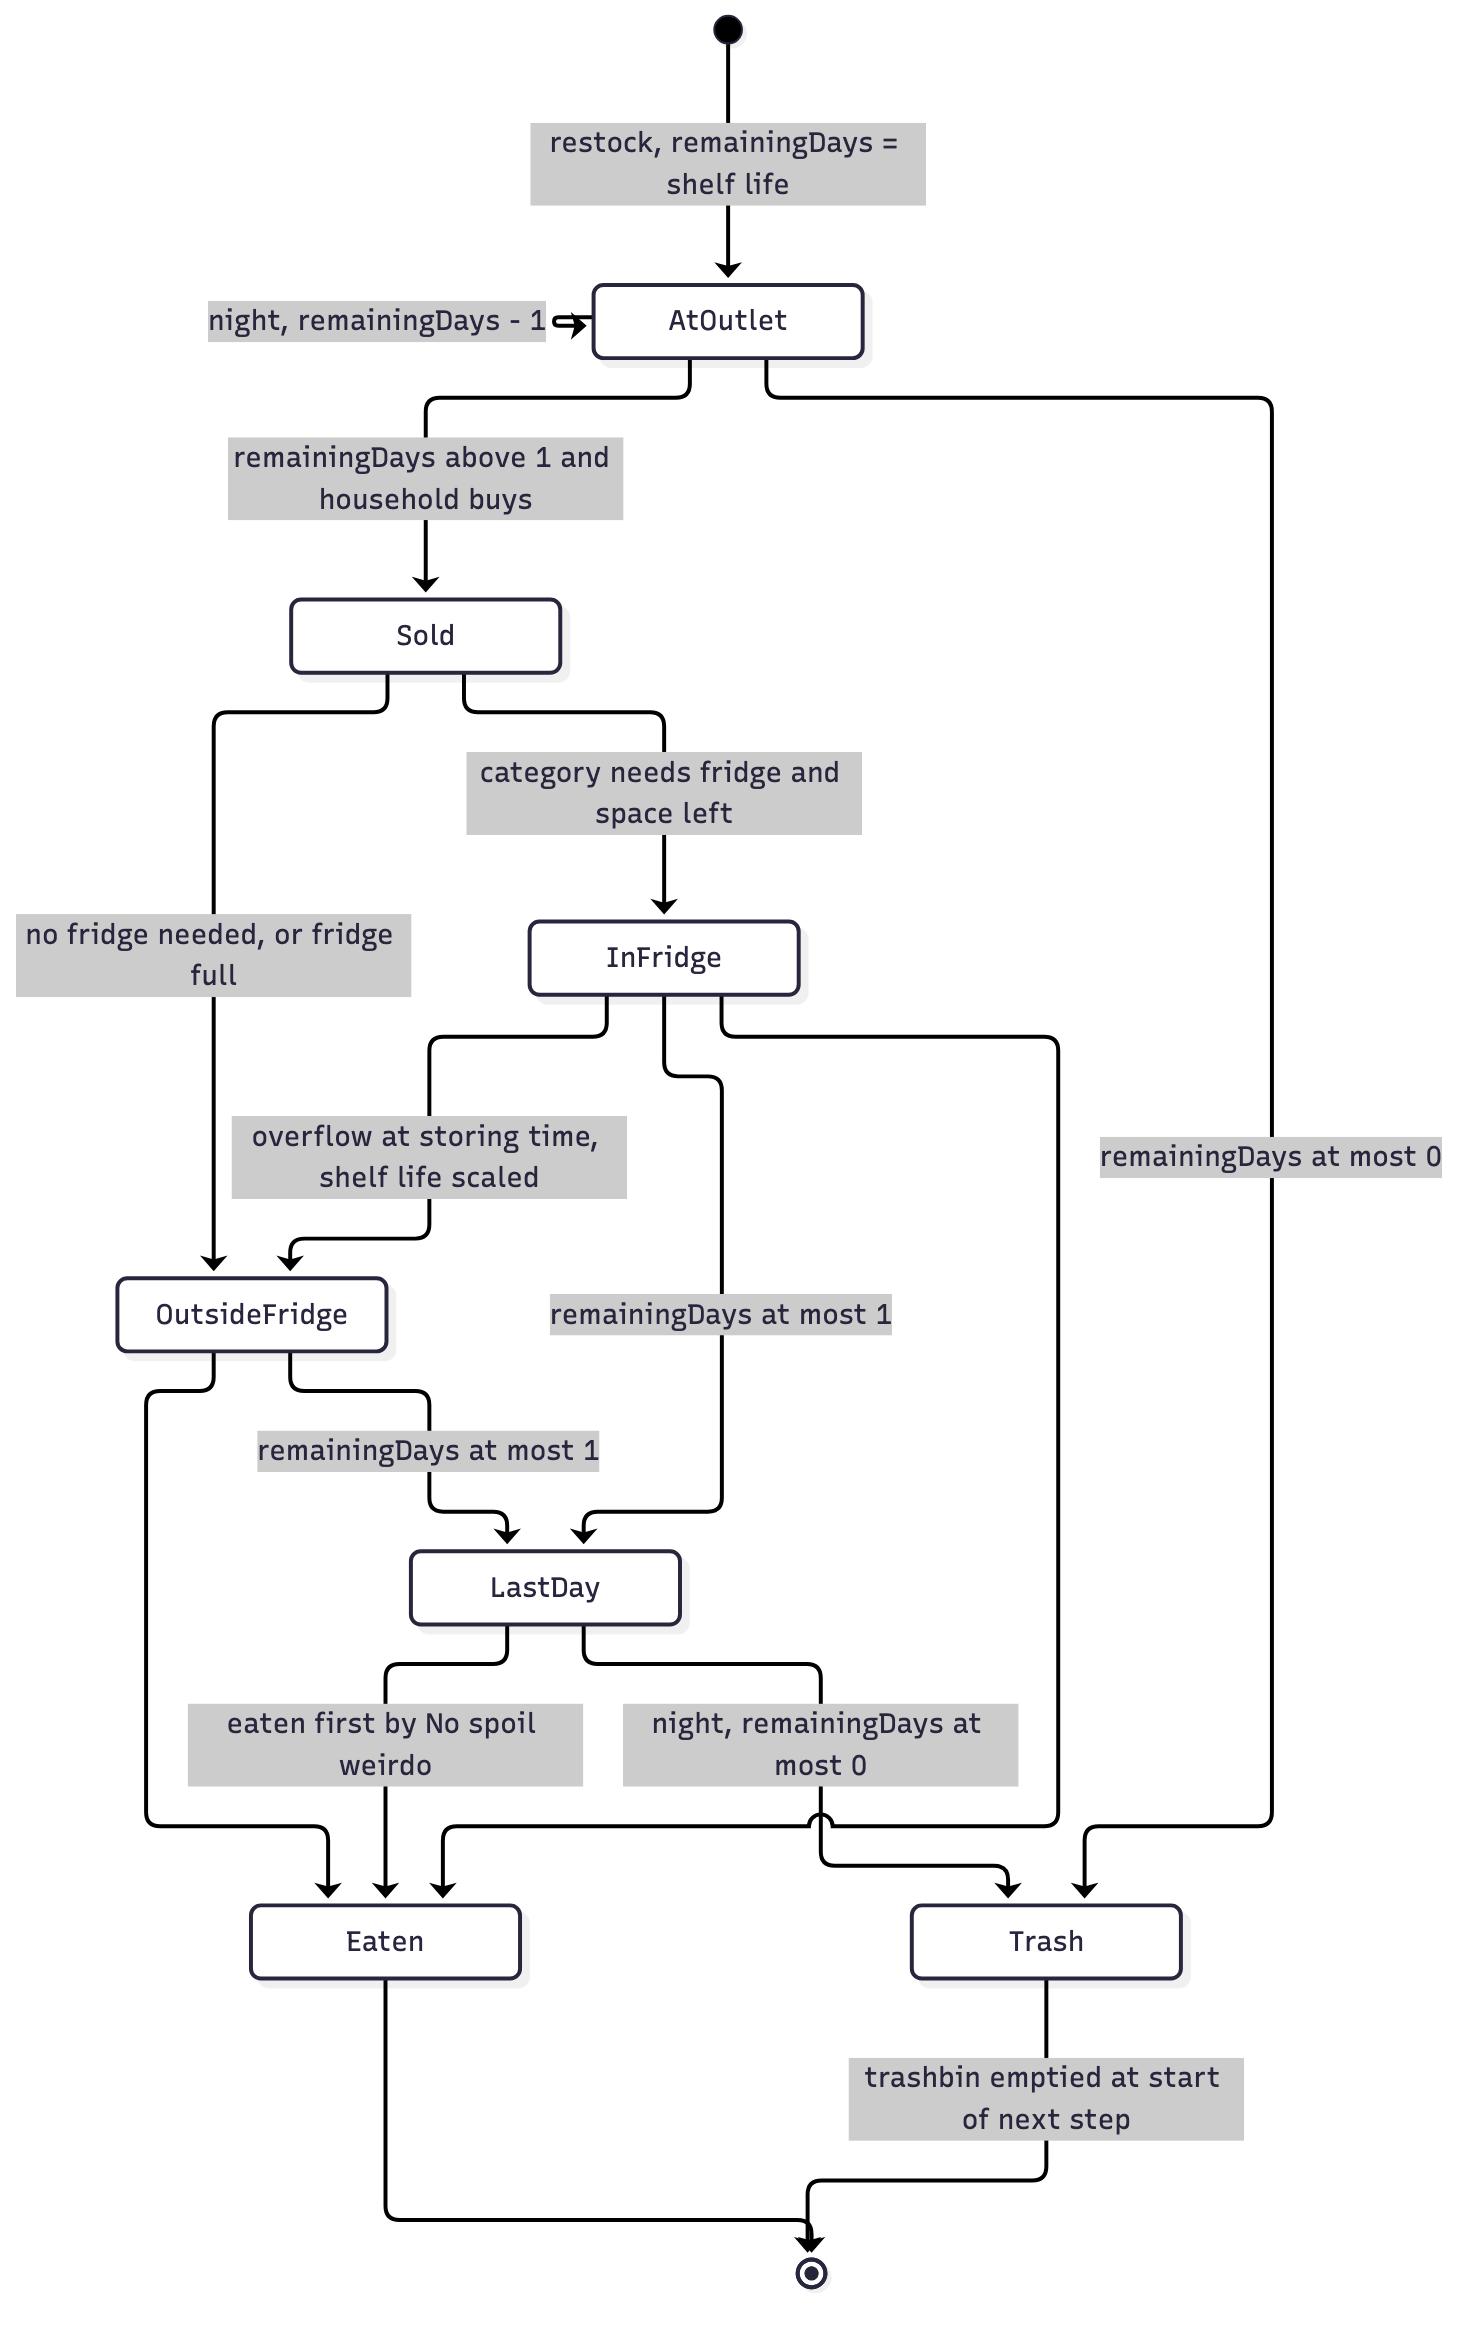 restock, remainingDays =
shelf life
night, remainingDays - 1
AtOutlet
remainingDays above 1 and
household buys
Sold
category needs fridge and
space left
no fridge needed, or fridge
full
InFridge
overflow at storing time,
shelf life scaled
remainingDays at most 0
OutsideFridge
remainingDays at most 1
remainingDays at most 1
LastDay
eaten first by No spoil
weirdo
night, remainingDays at
most 0
Eaten
Trash
trashbin emptied at start
of next step